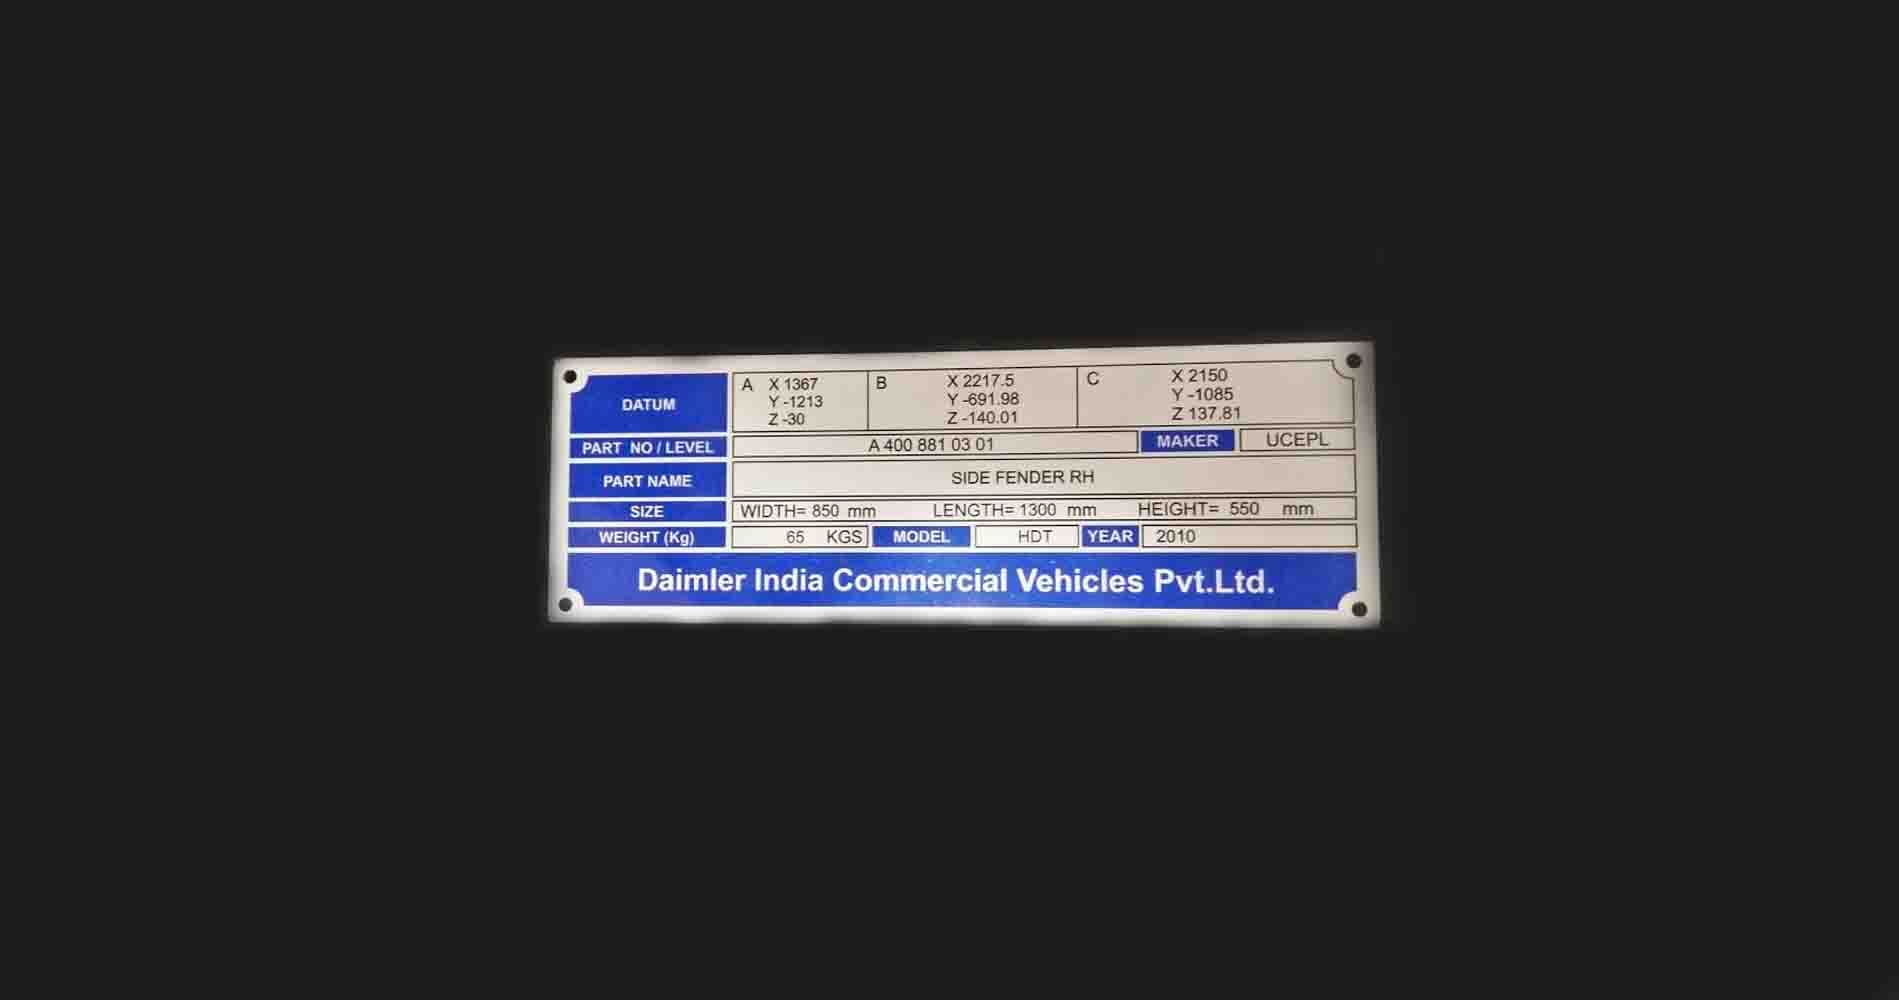 DATUM A X 1367 B X 2217.5 C X 2150
Y -1213 Y -691.98 Y -1085
Z -30 Z -140.01 Z 137.81
PART NO / LEVEL A 400 881 03 01 MAKER UCEPL
PART NAME SIDE FENDER RH
SIZE WIDTH= 850 mm LENGTH= 1300 mm HEIGHT= 550 mm
WEIGHT (Kg) 65 KGS MODEL HDT YEAR 2010
Daimler India Commercial Vehicles Pvt.Ltd.